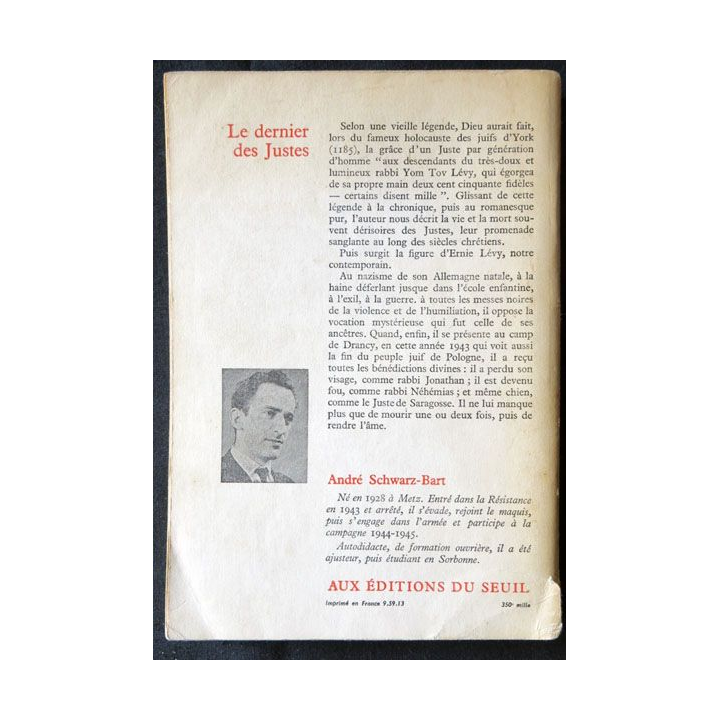 Le dernier
des Justes
Selon une vieille légende, Dieu aurait fait,
lors du fameux holocauste des juifs d'York
(1185), la grâce d'un Juste par génération
d'homme "aux descendants du très-doux et
lumineux rabbi Yom Tov Lévy, qui égorgea
de sa propre main deux cent cinquante fidèles
— certains disent mille". Glissant de cette
légende à la chronique, puis au romanesque
pur, l'auteur nous décrit la vie et la mort sou-
vent dérisoires des Justes, leur promenade
sanglante au long des siècles chrétiens.
Puis surgit la figure d'Ernie Lévy, notre
contemporain.
Au nazisme de son Allemagne natale, à la
haine déferlant jusque dans l'école enfantine,
à l'exil, à la guerre. à toutes les messes noires
de la violence et de l'humiliation, il oppose la
vocation mystérieuse qui fut celle de ses
ancêtres. Quand, enfin, il se présente au camp
de Drancy, en cette année 1943 qui voit aussi
la fin du peuple juif de Pologne, il a reçu
toutes les bénédictions divines : il a perdu son
visage, comme rabbi Jonathan ; il est devenu
fou, comme rabbi Néhémias ; et même chien,
comme le Juste de Saragosse. Il ne lui manque
plus que de mourir une ou deux fois, puis de
rendre l'âme.
André Schwarz-Bart
Né en 1928 à Metz. Entré dans la Résistance
en 1943 et arrêté, il s'évade, rejoint le maquis,
puis s'engage dans l'armée et participe à la
campagne 1944-1945.
Autodidacte, de formation ouvrière, il a été
ajusteur, puis étudiant en Sorbonne.
AUX ÉDITIONS DU SEUIL
Imprimé en France 9.59.13 350e mille